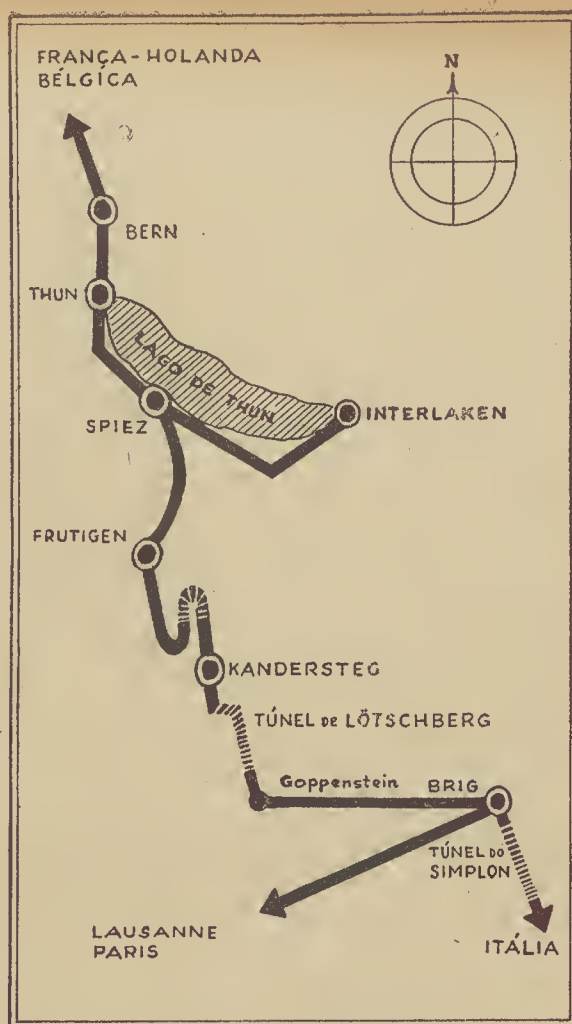 FRANÇA - HOLANDA
BÉLGICA
N
BERN
THUN
LAGO DE THUN
SPIEZ
INTERLAKEN
FRUTIGEN
KANDERSTEG
TÚNEL DE LÖTSCHBERG
Goppenstein
BRIG
TÚNEL DO
SIMPLON
LAUSANNE
PARIS
ITÁLIA